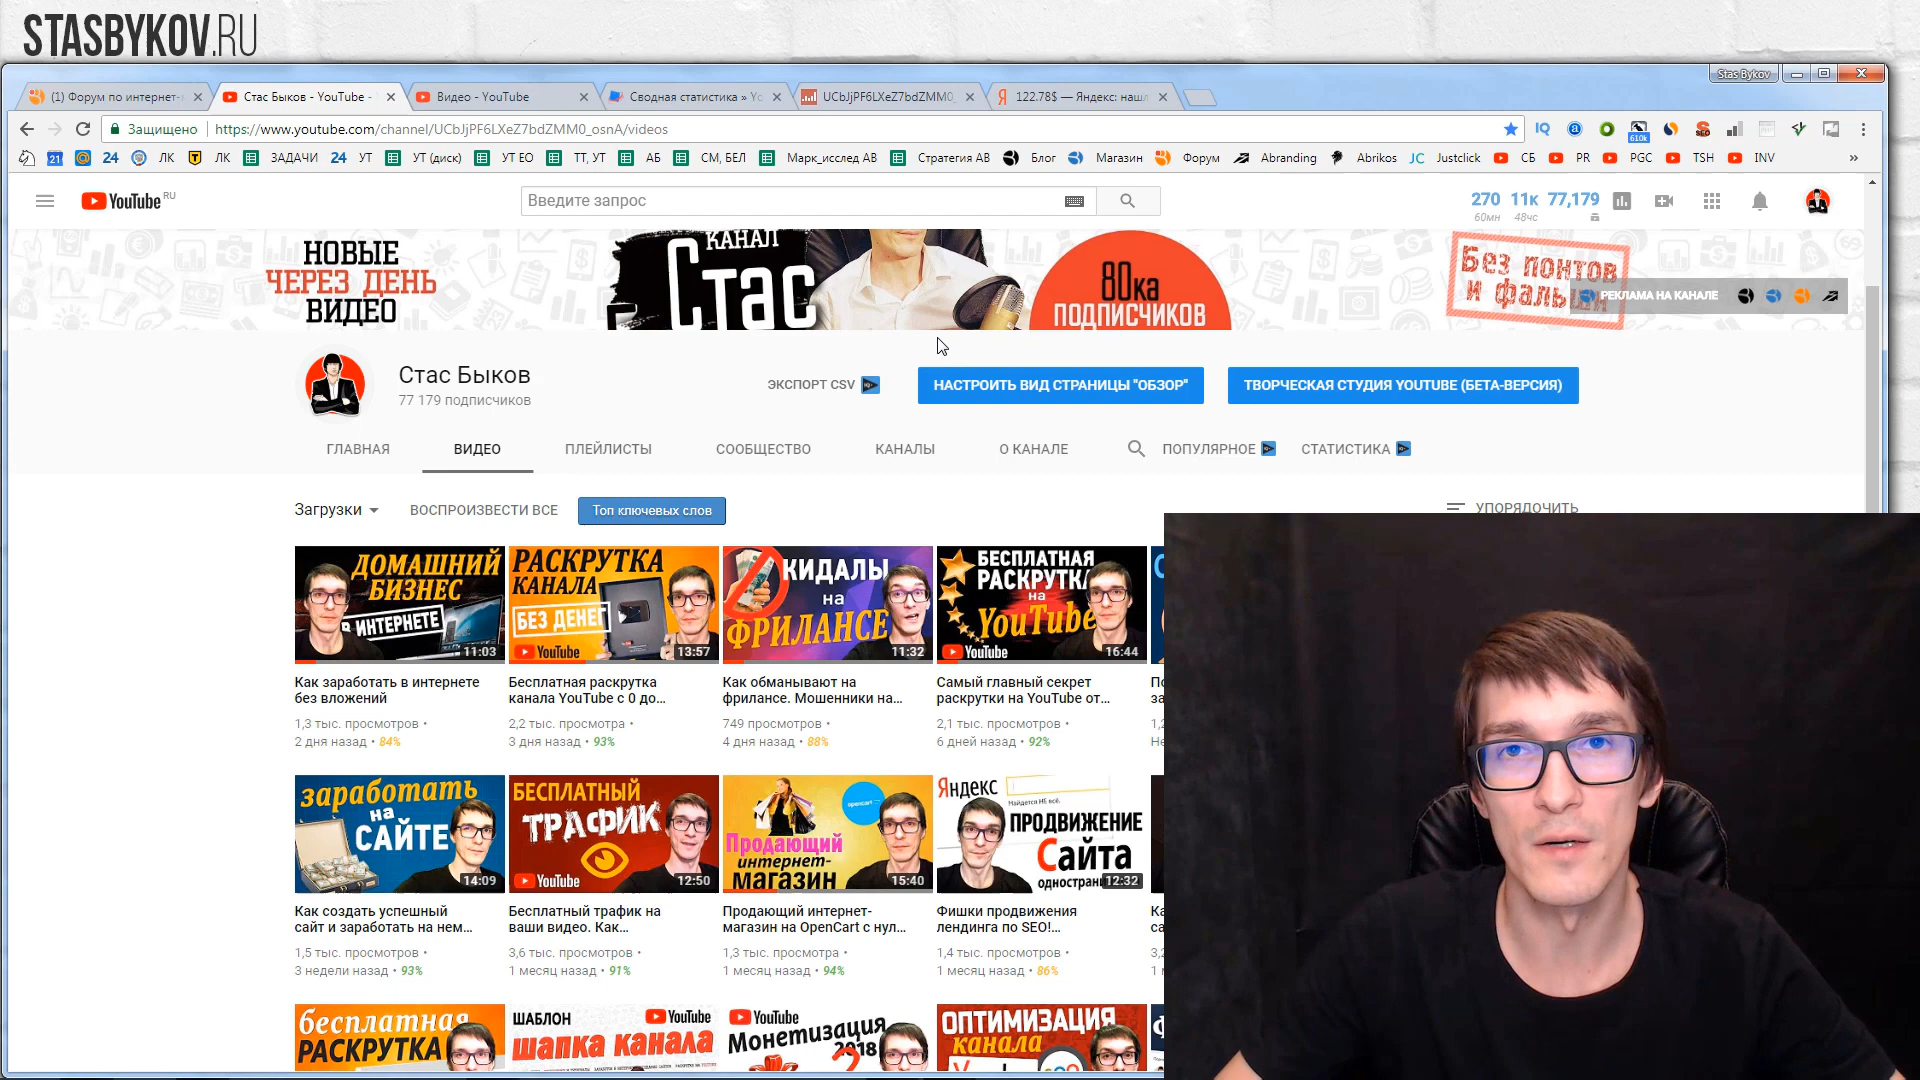 STASBYKOV.RU
Stas Bykov
(1) Форум по интернет-
Стас Быков - YouTube -
Видео - YouTube
Сводная статистика » Yo
UCbJjPF6LXeZ7bdZMM0_
122.78$ — Яндекс: нашл
Защищено
https://www.youtube.com/channel/UCbJjPF6LXeZ7bdZMM0_osnA/videos
IQ
610k
SEO
21
24 ЛК ЛК ЗАДАЧИ 24 УТ УТ (диск) УТ ЕО ТТ, УТ АБ СМ, БЕЛ Марк_исслед АВ Стратегия АВ Блог Магазин Форум Abranding Abrikos JC Justclick СБ PR PGC TSH INV »
YouTube RU
Введите запрос
270 11к 77,179
60мн 48чс
НОВЫЕ
ЧЕРЕЗ ДЕНЬ
ВИДЕО
КАНАЛ
Стас
80ка
ПОДПИСЧИКОВ
Без понтов
и фальши
РЕКЛАМА НА КАНАЛЕ
Стас Быков
77 179 подписчиков
ЭКСПОРТ CSV
НАСТРОИТЬ ВИД СТРАНИЦЫ "ОБЗОР"
ТВОРЧЕСКАЯ СТУДИЯ YOUTUBE (БЕТА-ВЕРСИЯ)
ГЛАВНАЯ ВИДЕО ПЛЕЙЛИСТЫ СООБЩЕСТВО КАНАЛЫ О КАНАЛЕ ПОПУЛЯРНОЕ СТАТИСТИКА
Загрузки ВОСПРОИЗВЕСТИ ВСЕ Топ ключевых слов УПОРЯДОЧИТЬ
ДОМАШНИЙ
БИЗНЕС
В ИНТЕРНЕТЕ
11:03
РАСКРУТКА
КАНАЛА
БЕЗ ДЕНЕГ
YouTube
13:57
КИДАЛЫ
на
ФРИЛАНСЕ
11:32
БЕСПЛАТНАЯ
РАСКРУТКА
на
YouTube
YouTube
16:44
Как заработать в интернете
без вложений
1,3 тыс. просмотров •
2 дня назад • 84%
Бесплатная раскрутка
канала YouTube с 0 до...
2,2 тыс. просмотра •
3 дня назад • 93%
Как обманывают на
фрилансе. Мошенники на...
749 просмотров •
4 дня назад • 88%
Самый главный секрет
раскрутки на YouTube от...
2,1 тыс. просмотров •
6 дней назад • 92%
заработать
на
САЙТЕ
14:09
БЕСПЛАТНЫЙ
ТРАФИК
YouTube
12:50
Продающий
интернет-
магазин
opencart
15:40
Яндекс
Найдется НЕ всё.
ПРОДВИЖЕНИЕ
Сайта
12:32
Как создать успешный
сайт и заработать на нем...
1,5 тыс. просмотров •
3 недели назад • 93%
Бесплатный трафик на
ваши видео. Как...
3,6 тыс. просмотров •
1 месяц назад • 91%
Продающий интернет-
магазин на OpenCart с нул...
1,3 тыс. просмотра •
1 месяц назад • 94%
Фишки продвижения
лендинга по SEO!...
1,4 тыс. просмотров •
1 месяц назад • 86%
бесплатная
РАСКРУТКА
ШАБЛОН
YouTube
шапка канала
YouTube
Монетизация
2018
ОПТИМИЗАЦИЯ
канала